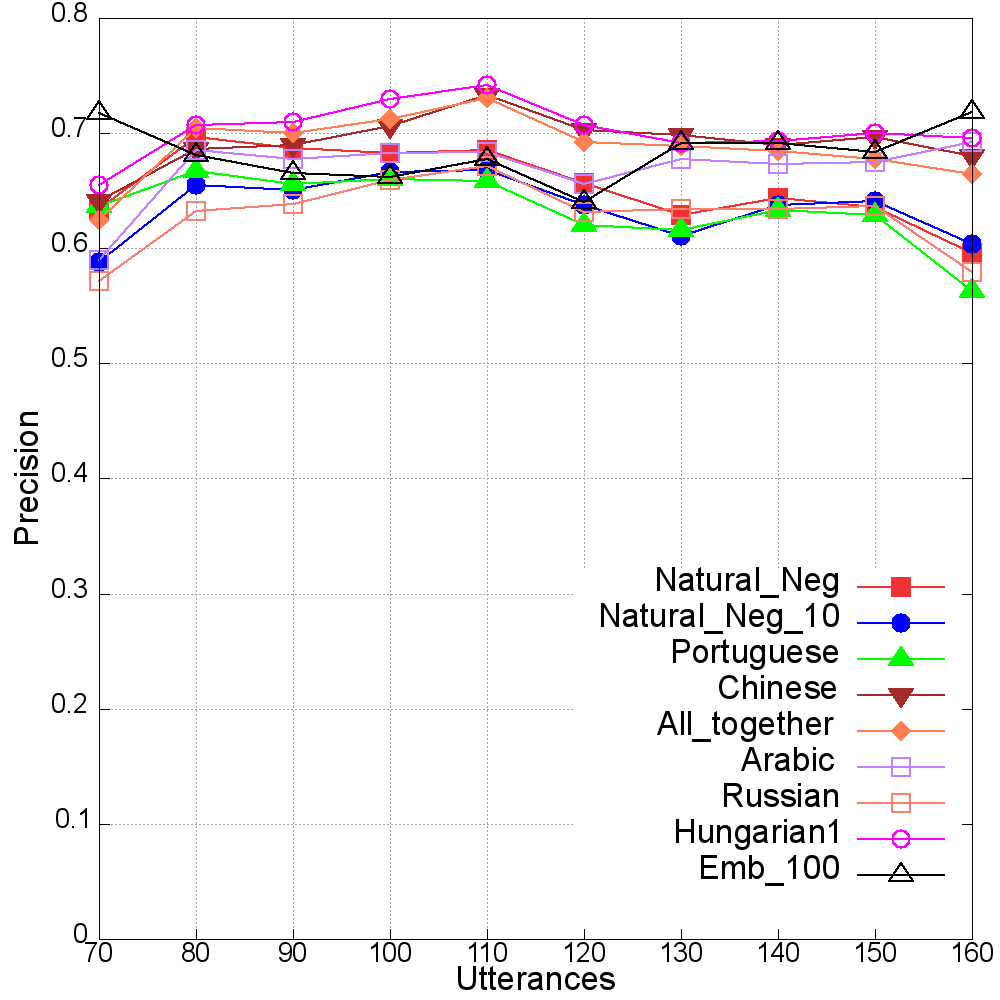 0.8
0.7
0.6
0.5
0.4
0.3
0.2
0.1
0
Precision
Natural_Neg
Natural_Neg_10
Portuguese
Chinese
All_together
Arabic
Russian
Hungarian1
Emb_100
70 80 90 100 110 120 130 140 150 160
Utterances